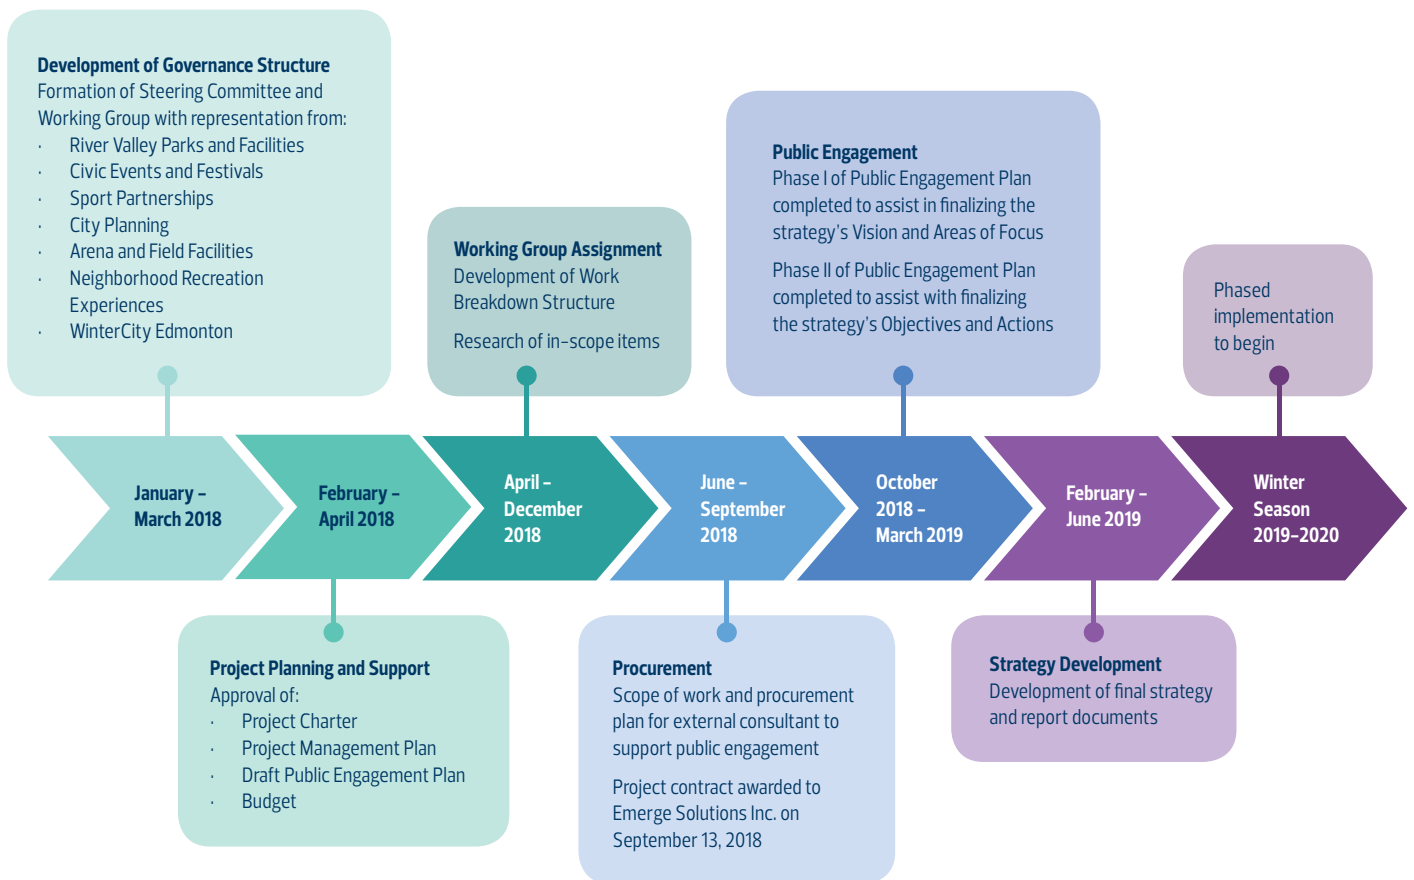 Development of Governance Structure
Formation of Steering Committee and
Working Group with representation from:
· River Valley Parks and Facilities
· Civic Events and Festivals
· Sport Partnerships
· City Planning
· Arena and Field Facilities
· Neighborhood Recreation
Experiences
· WinterCity Edmonton
Working Group Assignment
Development of Work
Breakdown Structure
Research of in-scope items
Public Engagement
Phase I of Public Engagement Plan
completed to assist in finalizing the
strategy's Vision and Areas of Focus
Phase II of Public Engagement Plan
completed to assist with finalizing
the strategy's Objectives and Actions
Phased
implementation
to begin
January –
March 2018
February –
April 2018
April –
December
2018
June –
September
2018
October
2018 –
March 2019
February –
June 2019
Winter
Season
2019-2020
Project Planning and Support
Approval of:
· Project Charter
· Project Management Plan
· Draft Public Engagement Plan
· Budget
Procurement
Scope of work and procurement
plan for external consultant to
support public engagement
Project contract awarded to
Emerge Solutions Inc. on
September 13, 2018
Strategy Development
Development of final strategy
and report documents